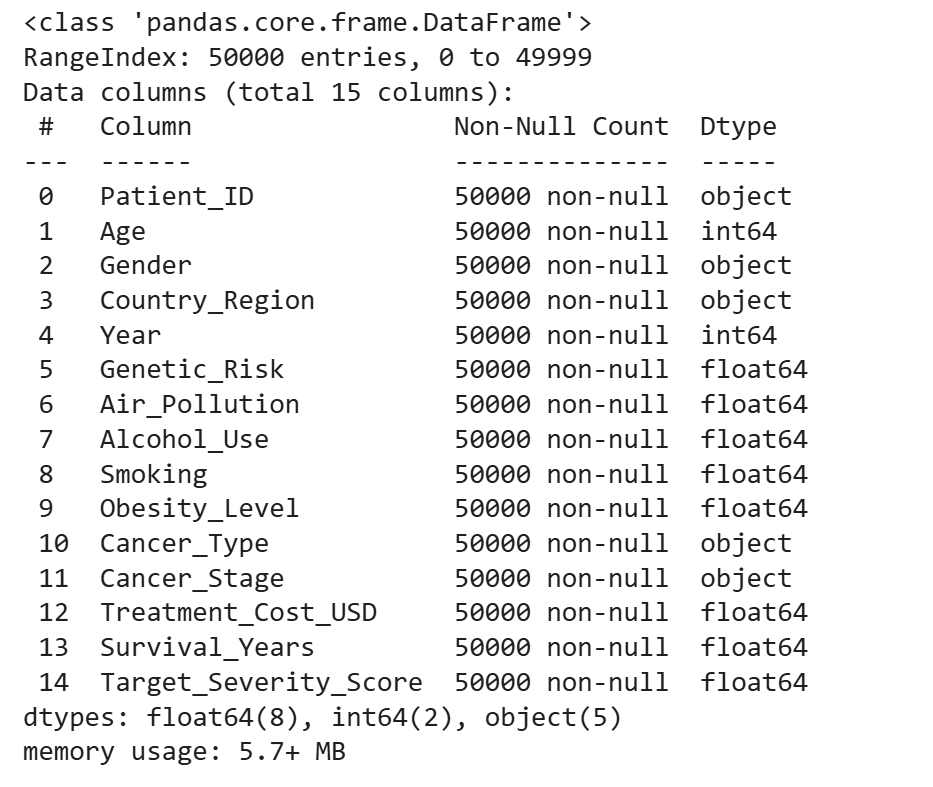 <class 'pandas.core.frame.DataFrame'>
RangeIndex: 50000 entries, 0 to 49999
Data columns (total 15 columns):
 #   Column                 Non-Null Count  Dtype
---  ------                 --------------  -----
 0   Patient_ID             50000 non-null  object
 1   Age                    50000 non-null  int64
 2   Gender                 50000 non-null  object
 3   Country_Region         50000 non-null  object
 4   Year                   50000 non-null  int64
 5   Genetic_Risk           50000 non-null  float64
 6   Air_Pollution          50000 non-null  float64
 7   Alcohol_Use            50000 non-null  float64
 8   Smoking                50000 non-null  float64
 9   Obesity_Level          50000 non-null  float64
 10  Cancer_Type            50000 non-null  object
 11  Cancer_Stage           50000 non-null  object
 12  Treatment_Cost_USD     50000 non-null  float64
 13  Survival_Years         50000 non-null  float64
 14  Target_Severity_Score  50000 non-null  float64
dtypes: float64(8), int64(2), object(5)
memory usage: 5.7+ MB